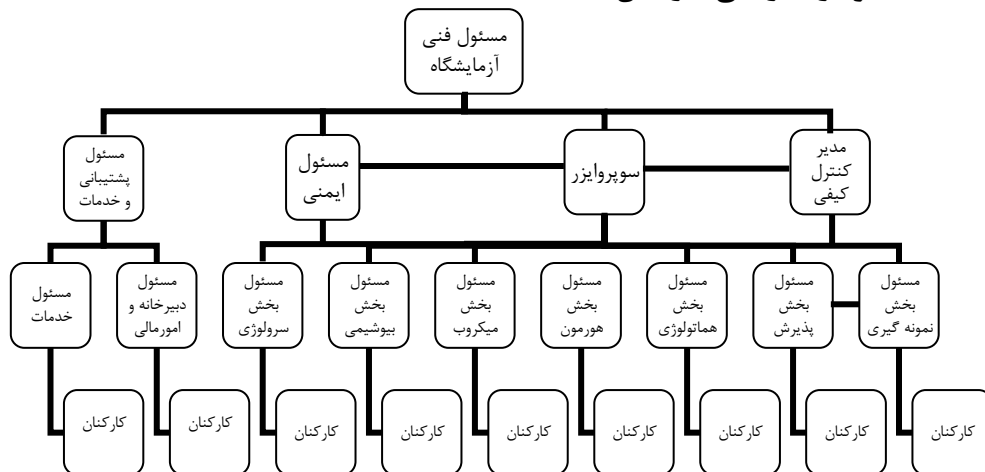 مسئول فنی
آزمایشگاه
مدیر
کنترل
کیفی
سوپروایزر
مسئول
ایمنی
مسئول
پشتیبانی
و خدمات
مسئول
بخش
نمونه گیری
مسئول
بخش
پذیرش
مسئول
بخش
هماتولوژی
مسئول
بخش
هورمون
مسئول
بخش
میکروب
مسئول
بخش
بیوشیمی
مسئول
بخش
سرولوژی
مسئول
دبیرخانه و
امورمالی
مسئول
خدمات
کارکنان
کارکنان
کارکنان
کارکنان
کارکنان
کارکنان
کارکنان
کارکنان
کارکنان